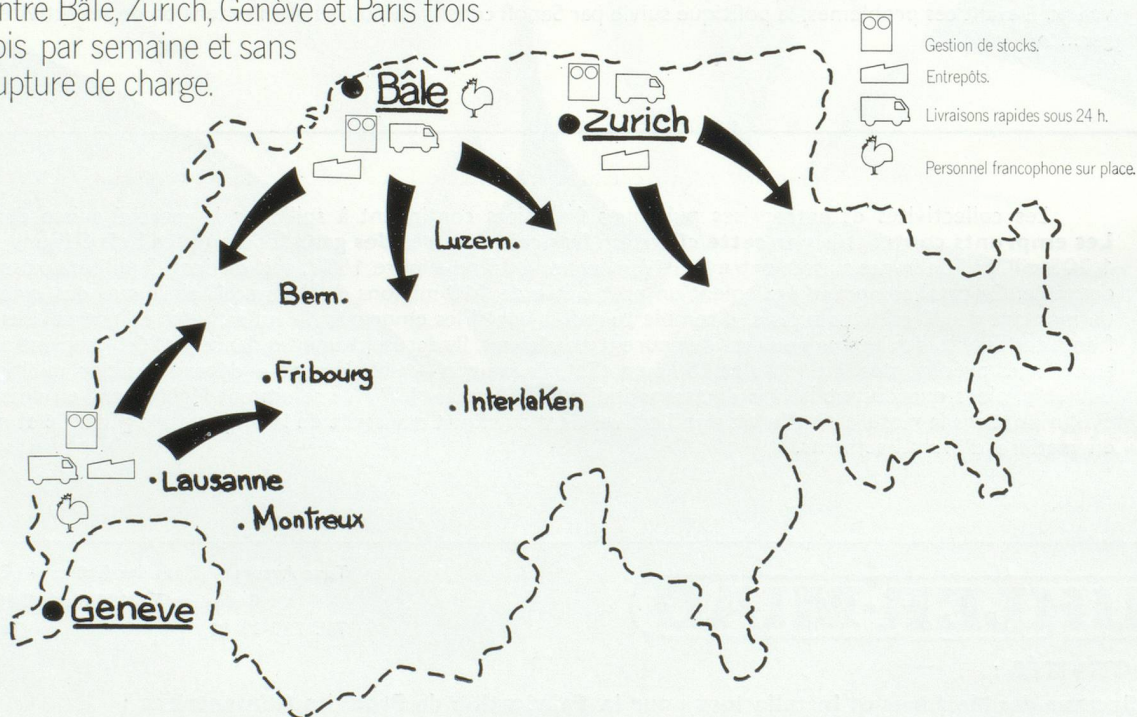 ntre Bâle, Zurich, Genève et Paris trois
ois par semaine et sans
upture de charge.
Gestion de stocks.
Entrepôts.
Livraisons rapides sous 24 h.
Personnel francophone sur place.
Bâle
Zurich
Luzern.
Bern.
Fribourg
Interlaken
Lausanne
Montreux
Genève